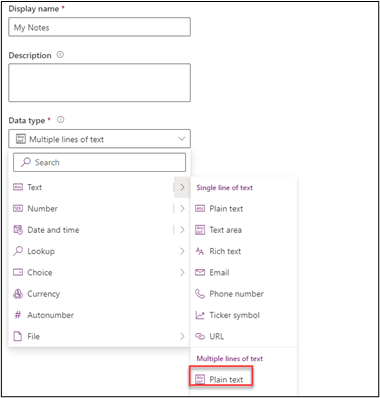 Display name *
My Notes
Description
Data type *
Multiple lines of text
Search
Text
Number
Date and time
Lookup
Choice
Currency
Autonumber
File
Single line of text
Plain text
Text area
Rich text
Email
Phone number
Ticker symbol
URL
Multiple lines of text
Plain text